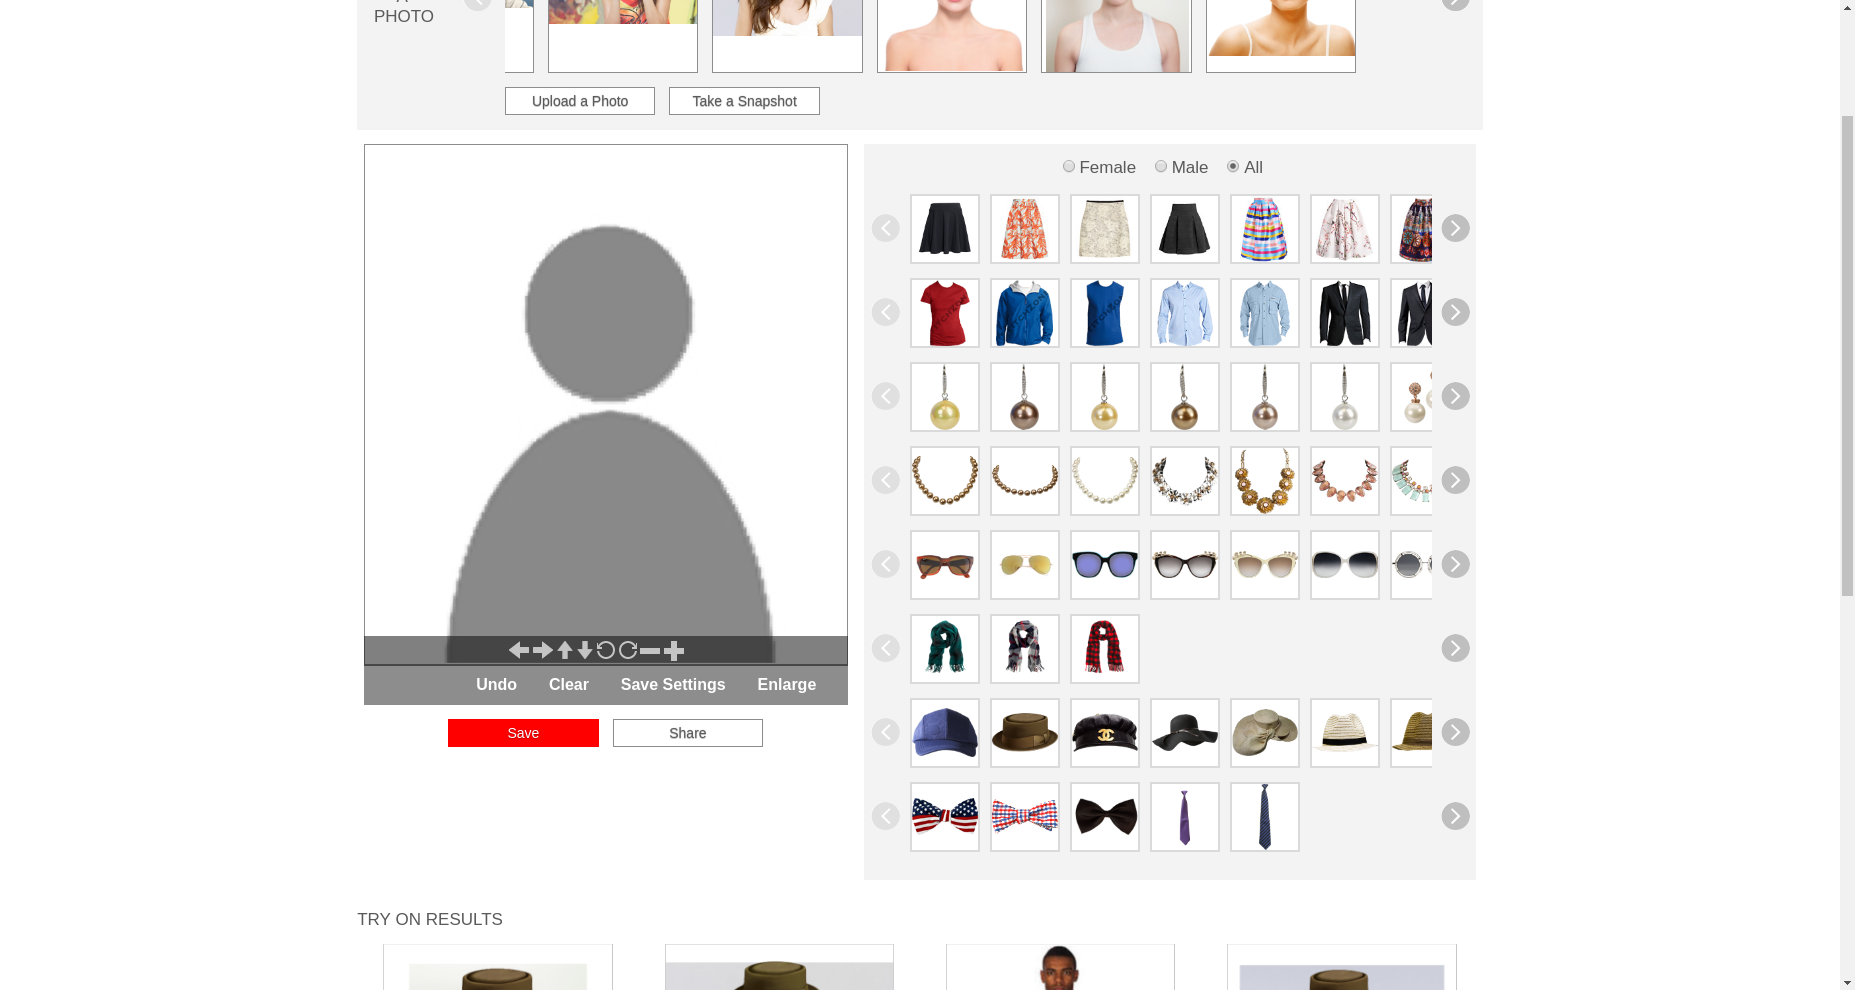 PHOTO
Upload a Photo
Take a Snapshot
Female
Male
All
Undo
Clear
Save Settings
Enlarge
Save
Share
TRY ON RESULTS